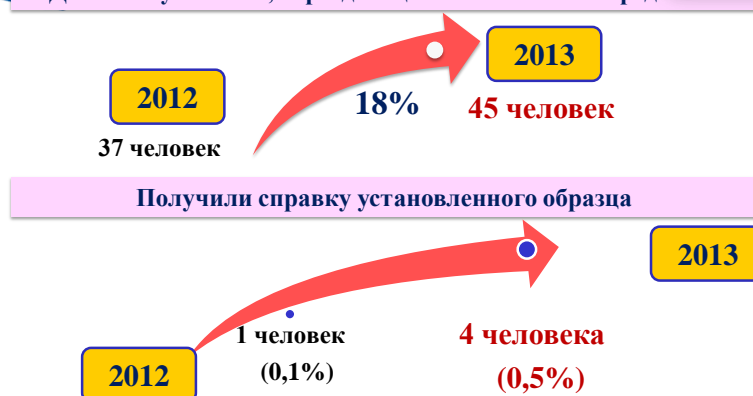 2013
2012
18%
45 человек
37 человек
Получили справку установленного образца
2013
1 человек
4 человека
2012
(0,1%)
(0,5%)